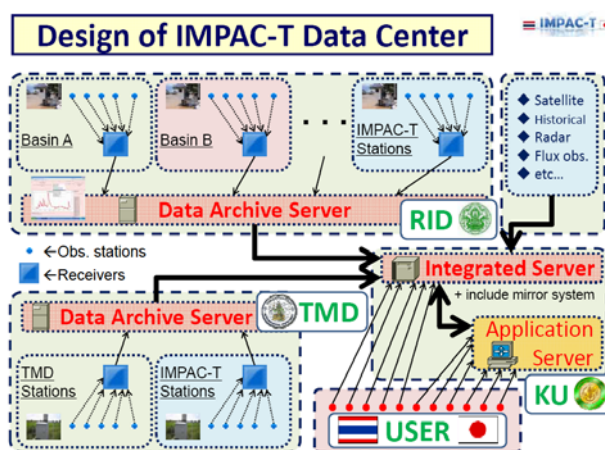 Design of IMPAC-T Data Center
IMPAC-T
Basin A
Basin B
IMPAC-T
Stations
Satellite
Historical
Radar
Flux obs.
etc...
Data Archive Server
RID
←Obs. stations
←Receivers
Integrated Server
+ include mirror system
Data Archive Server
TMD
Application
Server
KU
TMD
Stations
IMPAC-T
Stations
USER